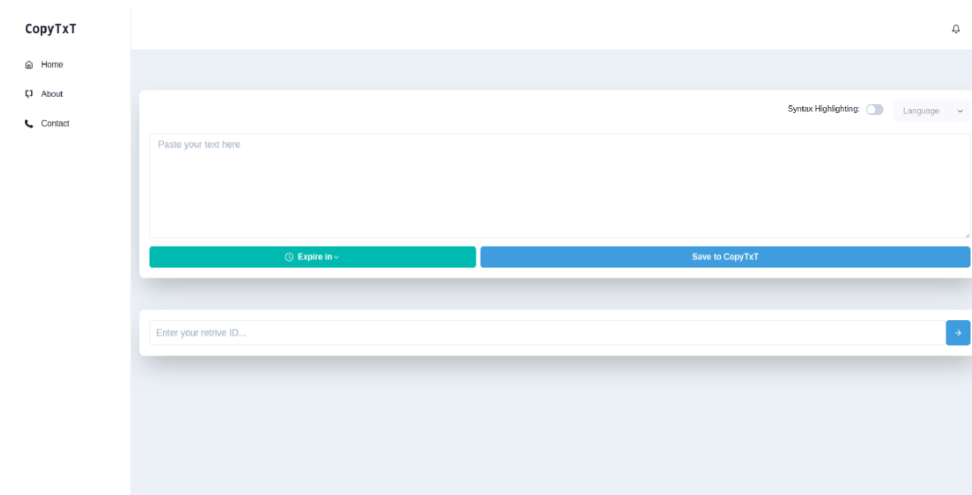 CopyTxT
Home
About
Contact
Syntax Highlighting:
Language
Paste your text here
Expire in
Save to CopyTxT
Enter your retrive ID...